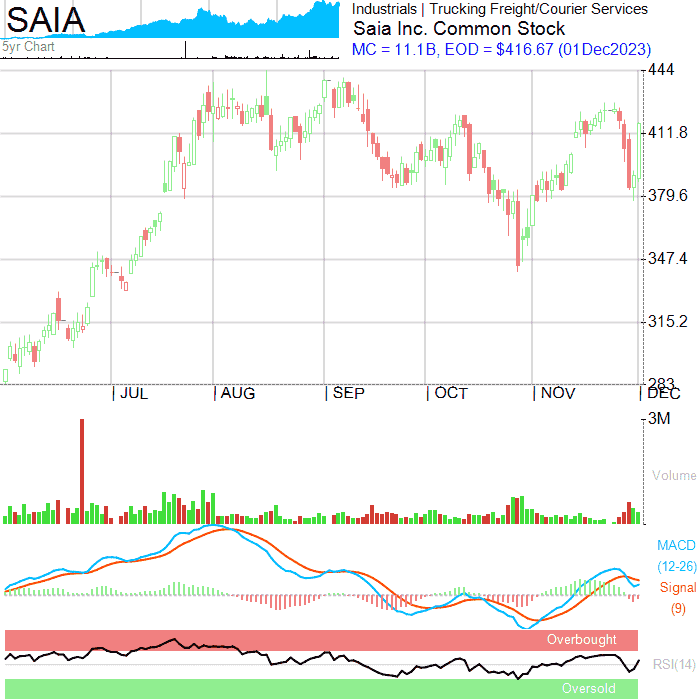 SAIA
5yr Chart
Industrials | Trucking Freight/Courier Services
Saia Inc. Common Stock
MC = 11.1B, EOD = $416.67 (01Dec2023)
444
411.8
379.6
347.4
315.2
283
JUL
AUG
SEP
OCT
NOV
DEC
3M
Volume
MACD
(12-26)
Signal
(9)
Overbought
RSI(14)
Oversold